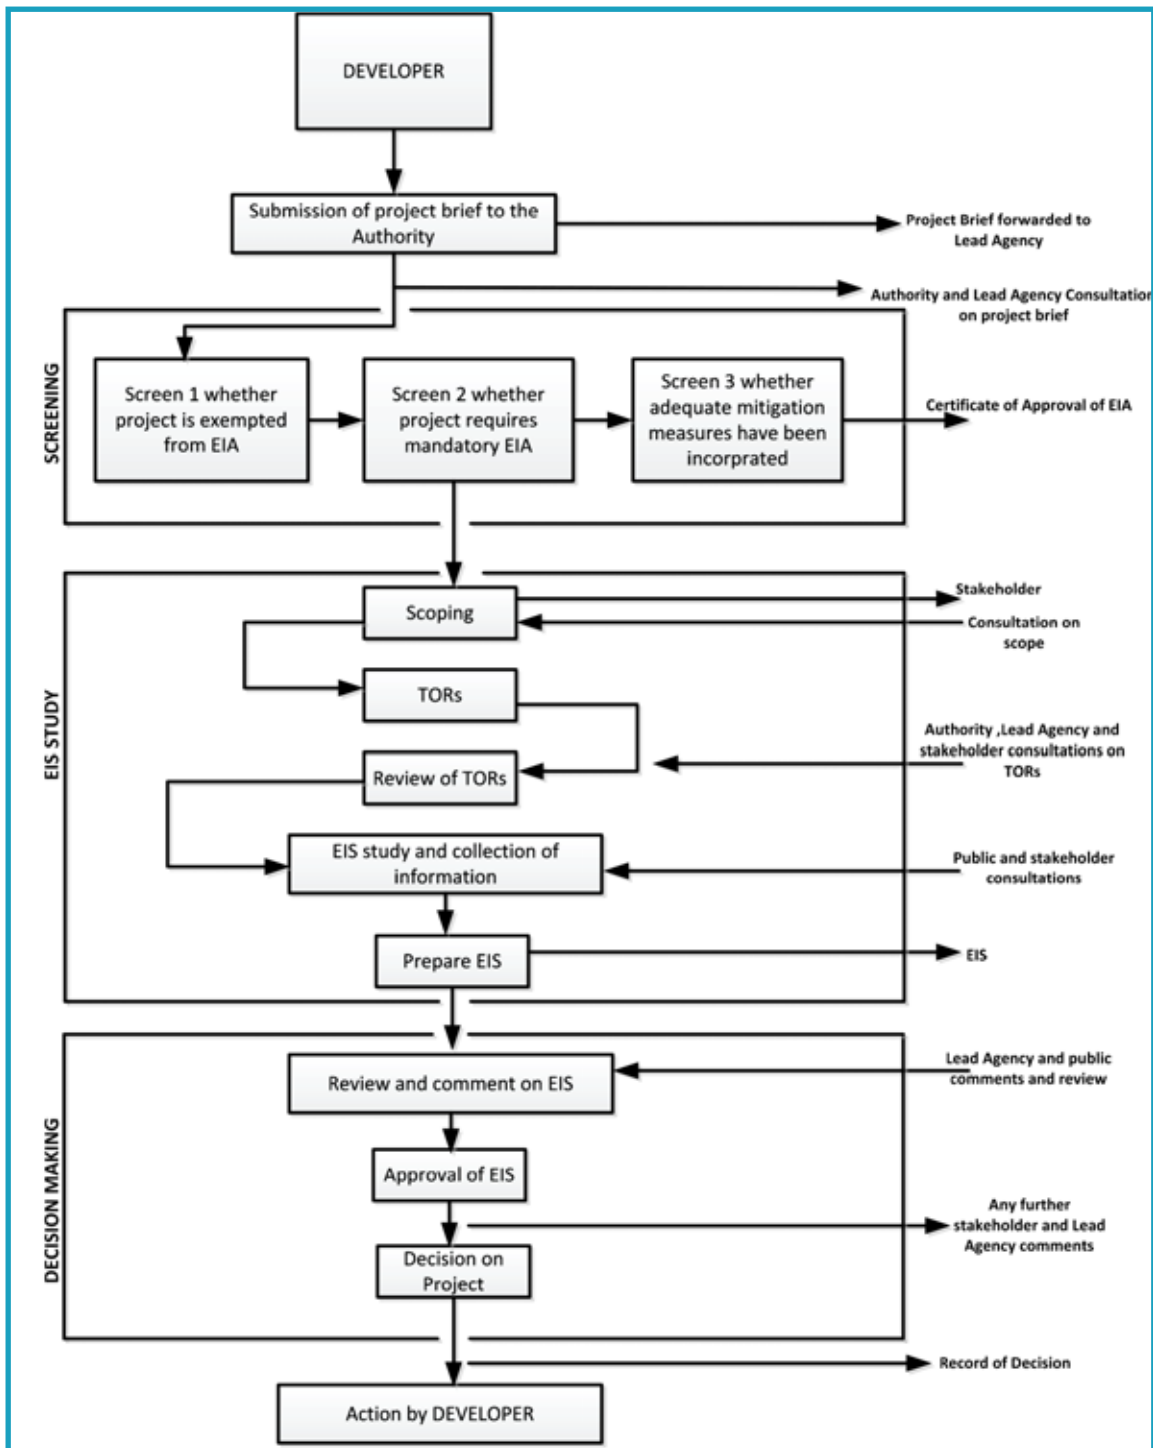 DEVELOPER
Submission of project brief to the
Authority
Project Brief forwarded to
Lead Agency
Authority and Lead Agency Consultation
on project brief
SCREENING
Screen 1 whether
project is exempted
from EIA
Screen 2 whether
project requires
mandatory EIA
Screen 3 whether
adequate mitigation
measures have been
incorprated
Certificate of Approval of EIA
EIS STUDY
Scoping
Stakeholder
Consultation on
scope
TORs
Authority ,Lead Agency and
stakeholder consultations on
TORs
Review of TORs
EIS study and collection of
information
Public and stakeholder
consultations
Prepare EIS
EIS
DECISION MAKING
Review and comment on EIS
Lead Agency and public
comments and review
Approval of EIS
Any further
stakeholder and Lead
Agency comments
Decision on
Project
Record of Decision
Action by DEVELOPER